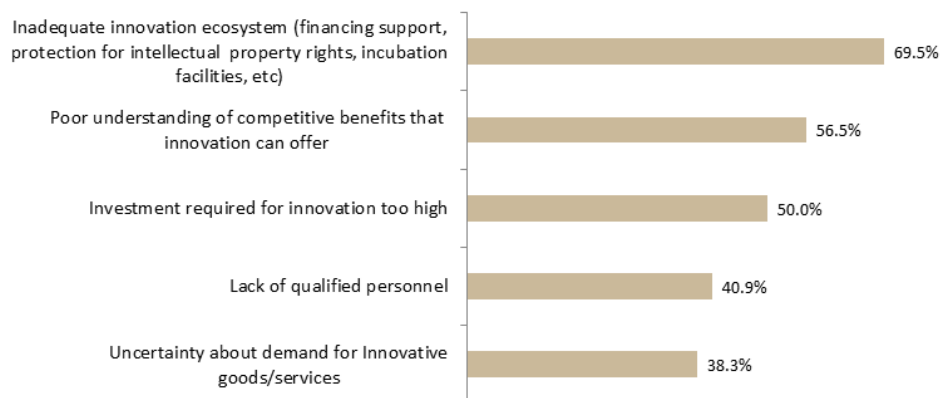 Inadequate innovation ecosystem (financing support,
protection for intellectual property rights, incubation
facilities, etc)
69.5%
Poor understanding of competitive benefits that
innovation can offer
56.5%
Investment required for innovation too high
50.0%
Lack of qualified personnel
40.9%
Uncertainty about demand for Innovative
goods/services
38.3%